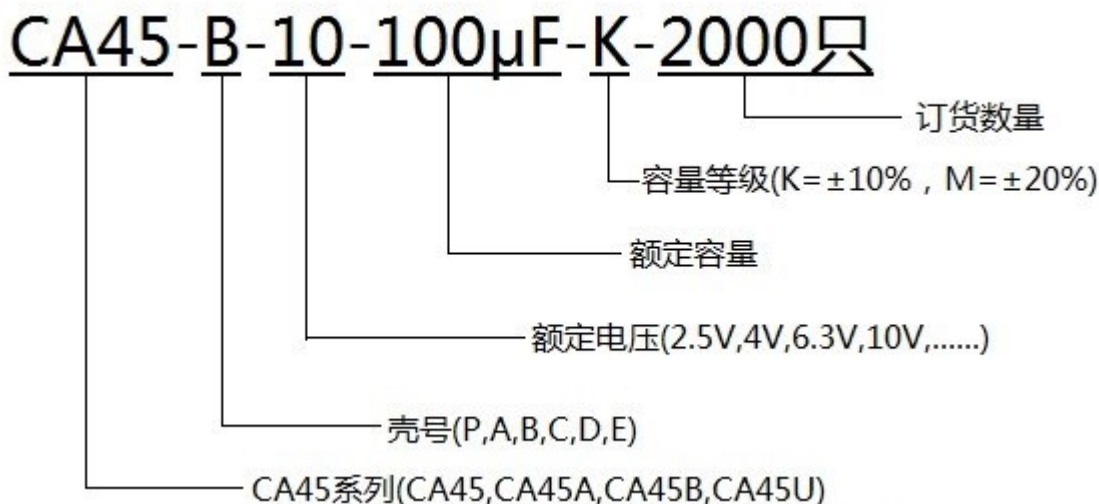 CA45-B-10-100μF-K-2000只
订货数量
容量等级(K=±10%，M=±20%)
额定容量
额定电压(2.5V,4V,6.3V,10V,......)
壳号(P,A,B,C,D,E)
CA45系列(CA45,CA45A,CA45B,CA45U)